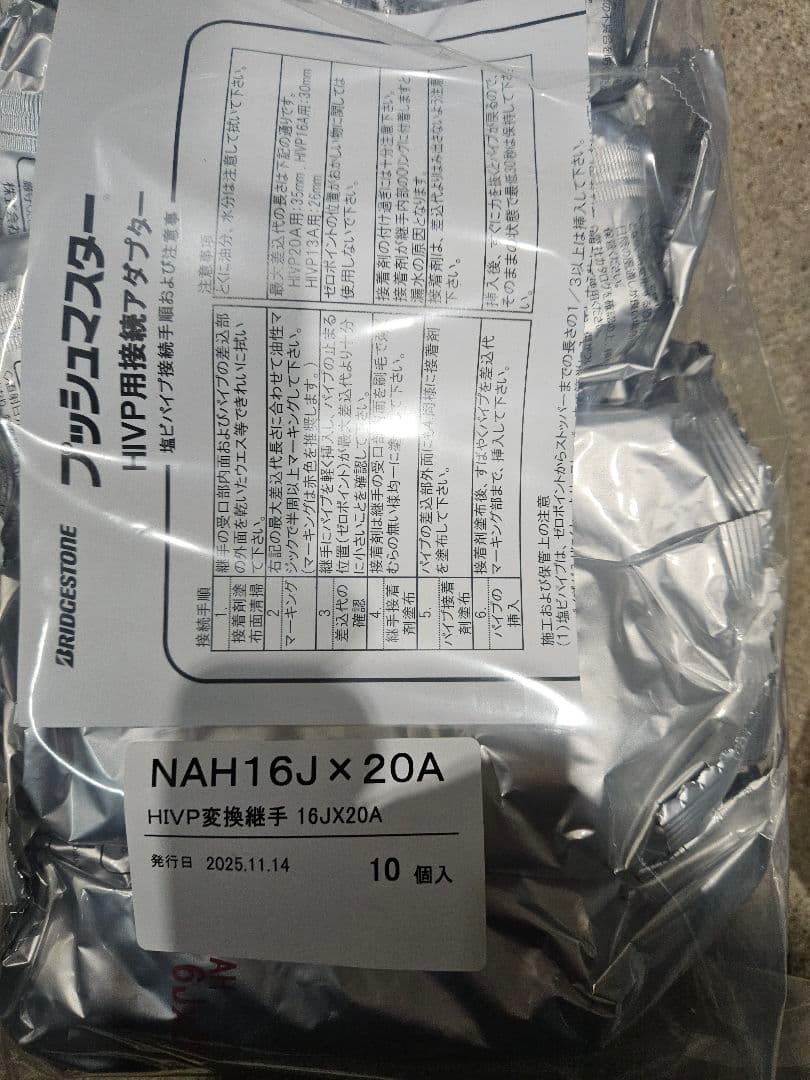 BRIDGESTONE
プッシュマスター
HIVP用接続アダプター
塩ビパイプ接続手順および注意事
接続手順
注意事項
1.
接着剤塗
布面清掃
継手の受口部内面およびパイプの差込部
の外面を乾いたウエス等できれいに拭い
て下さい。
とくに油分、水分は注意して拭いて下さい。
2.
マーキング
右記の最大差込代長さに合わせて油性マ
ジックで半周以上マーキングして下さい。
(マーキングは赤色を推奨します。)
最大差込代の長さは下記の通りです。
HIVP20A用:35mm、HIVP16A用:30mm
HIVP13A用:26mm
3
差込代の
確認
継手にパイプを軽く挿入し、パイプの止まる
位置(ゼロポイント)が最大差込代より十分
に小さいことを確認して下さい。
ゼロポイントの位置がおかしい物に関しては
使用しないで下さい。
4.
継手接着
剤塗布
接着剤は継手の受口部
面を刷毛で
むらの無い様均一に塗
下さい。
接着剤の付け過ぎには十分注意下さい。
接着剤が継手内部のOリングに付着しますと
漏水の原因となります。
5.
パイプ接着
剤塗布
パイプの差込部外面にも4.同様に接着剤
を塗布して下さい。
接着剤は、差込代よりはみ出さないよう注意
下さい。
6.
パイプの
挿入
接着剤塗布後、すばやくパイプを差込代
マーキング部まで、挿入して下さい。
挿入後、すぐに力を抜くとパイプが戻るので、
そのままの状態で最低30秒は保持して下さ
い。
施工および保管上の注意
(1)塩ビパイプは、ゼロポイントからストッパーまでの長さの1/3以上は挿入して下さい。
NAH16J×20A
HIVP変換継手 16JX20A
発行日 2025.11.14
10 個入